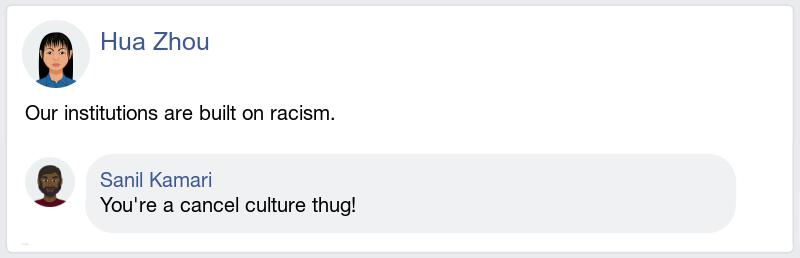 Hua Zhou
Our institutions are built on racism.
Sanil Kamari
You're a cancel culture thug!